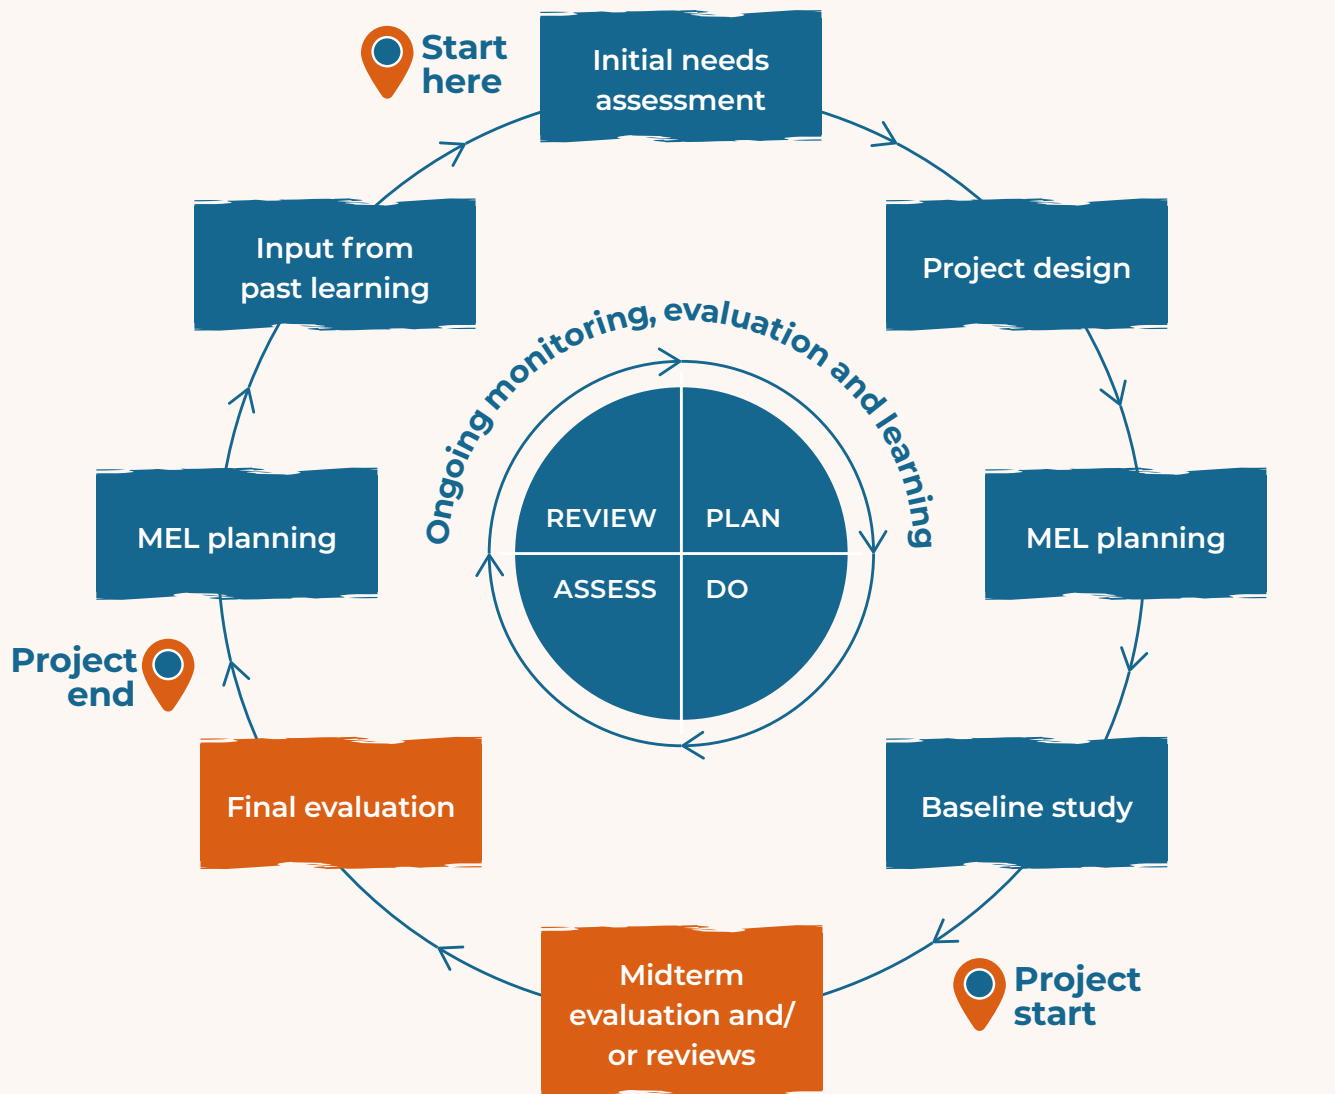 Start
here
Initial needs
assessment
Input from
past learning
Project design
Ongoing monitoring, evaluation and learning
REVIEW
PLAN
MEL planning
MEL planning
ASSESS
DO
Project
end
Final evaluation
Baseline study
Midterm
evaluation and/
or reviews
Project
start